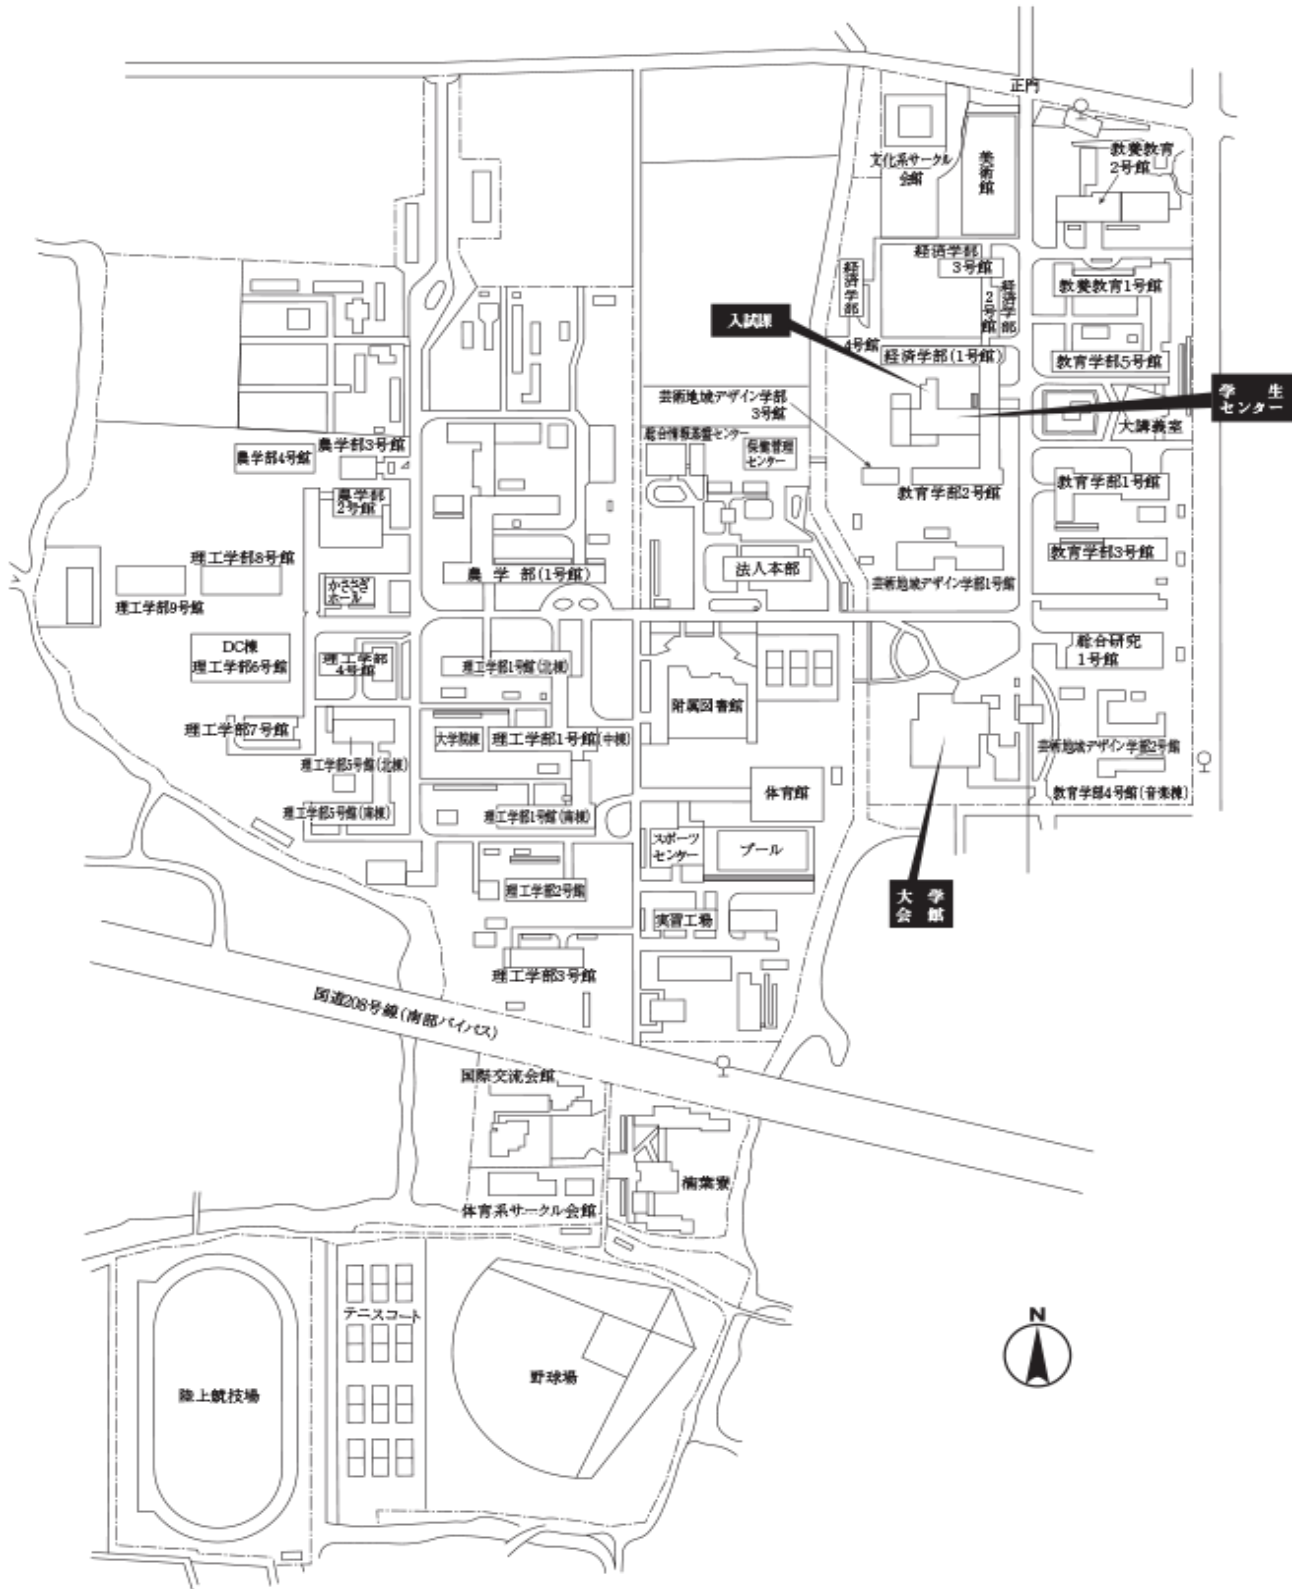 正門
教養教育
2号館
文化系サークル
会館
美術館
経済学部
3号館
経済学部
4号館
経済学部
2号館
教養教育1号館
入試課
経済学部(1号館)
教育学部5号館
学生
センター
芸術地域デザイン学部
3号館
大講義室
総合情報基盤センター
保健管理
センター
農学部3号館
農学部4号館
教育学部2号館
教育学部1号館
農学部
2号館
理工学部8号館
教育学部3号館
農学部(1号館)
法人本部
芸術地域デザイン学部1号館
かささぎ
ホール
理工学部9号館
DC棟
理工学部6号館
理工学部
4号館
理工学部1号館(北棟)
総合研究
1号館
附属図書館
理工学部7号館
大学院棟
理工学部1号館(中棟)
芸術地域デザイン学部2号館
理工学部5号館(北棟)
体育館
教育学部4号館(音楽棟)
理工学部5号館(南棟)
理工学部1号館(南棟)
スポーツ
センター
プール
理工学部2号館
大学
会館
実習工場
理工学部3号館
国道208号線(南部バイパス)
国際交流会館
楠葉寮
体育系サークル会館
テニスコート
野球場
陸上競技場
N